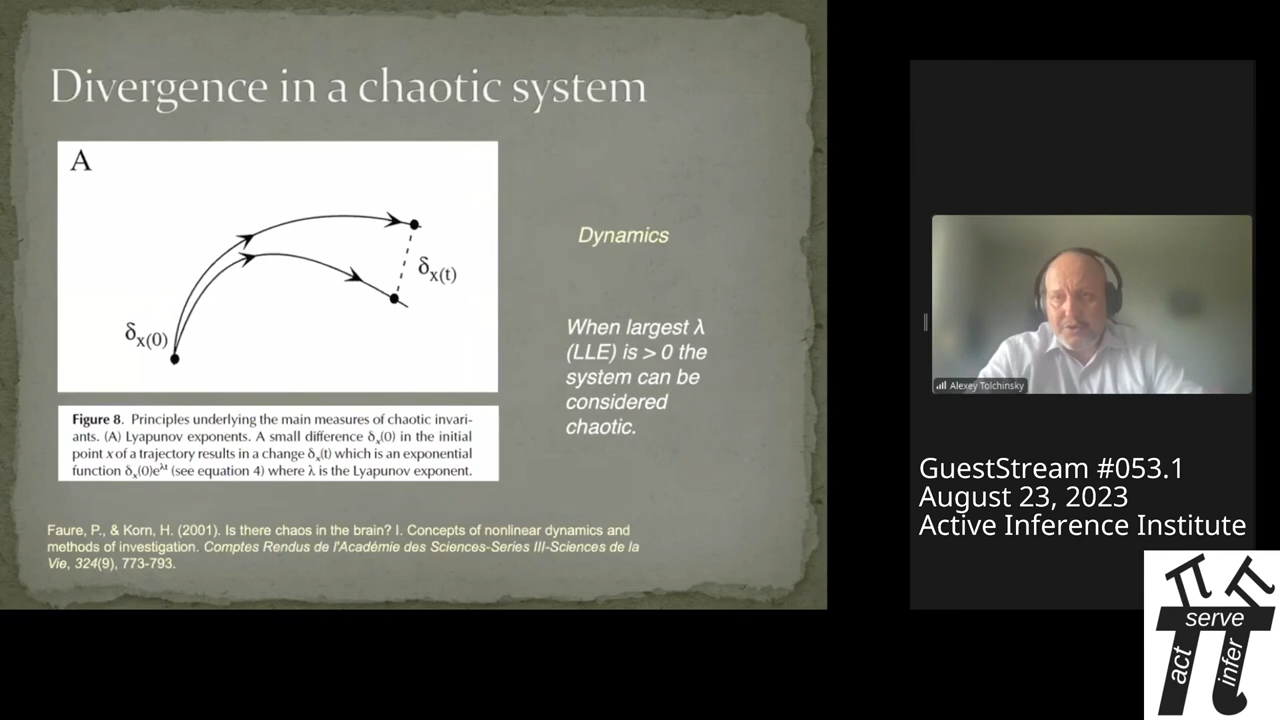 Divergence in a chaotic system
A
δx(0)
δx(t)
Dynamics
When largest λ
(LLE) is > 0 the
system can be
considered
chaotic.
Figure 8. Principles underlying the main measures of chaotic invari-
ants. (A) Lyapunov exponents. A small difference δx(0) in the initial
point x of a trajectory results in a change δx(t) which is an exponential
function δx(0)eλt (see equation 4) where λ is the Lyapunov exponent.
Faure, P., & Korn, H. (2001). Is there chaos in the brain? I. Concepts of nonlinear dynamics and
methods of investigation. Comptes Rendus de l'Académie des Sciences-Series III-Sciences de la
Vie, 324(9), 773-793.
Alexey Tolchinsky
GuestStream #053.1
August 23, 2023
Active Inference Institute
π π
serve
act
infer